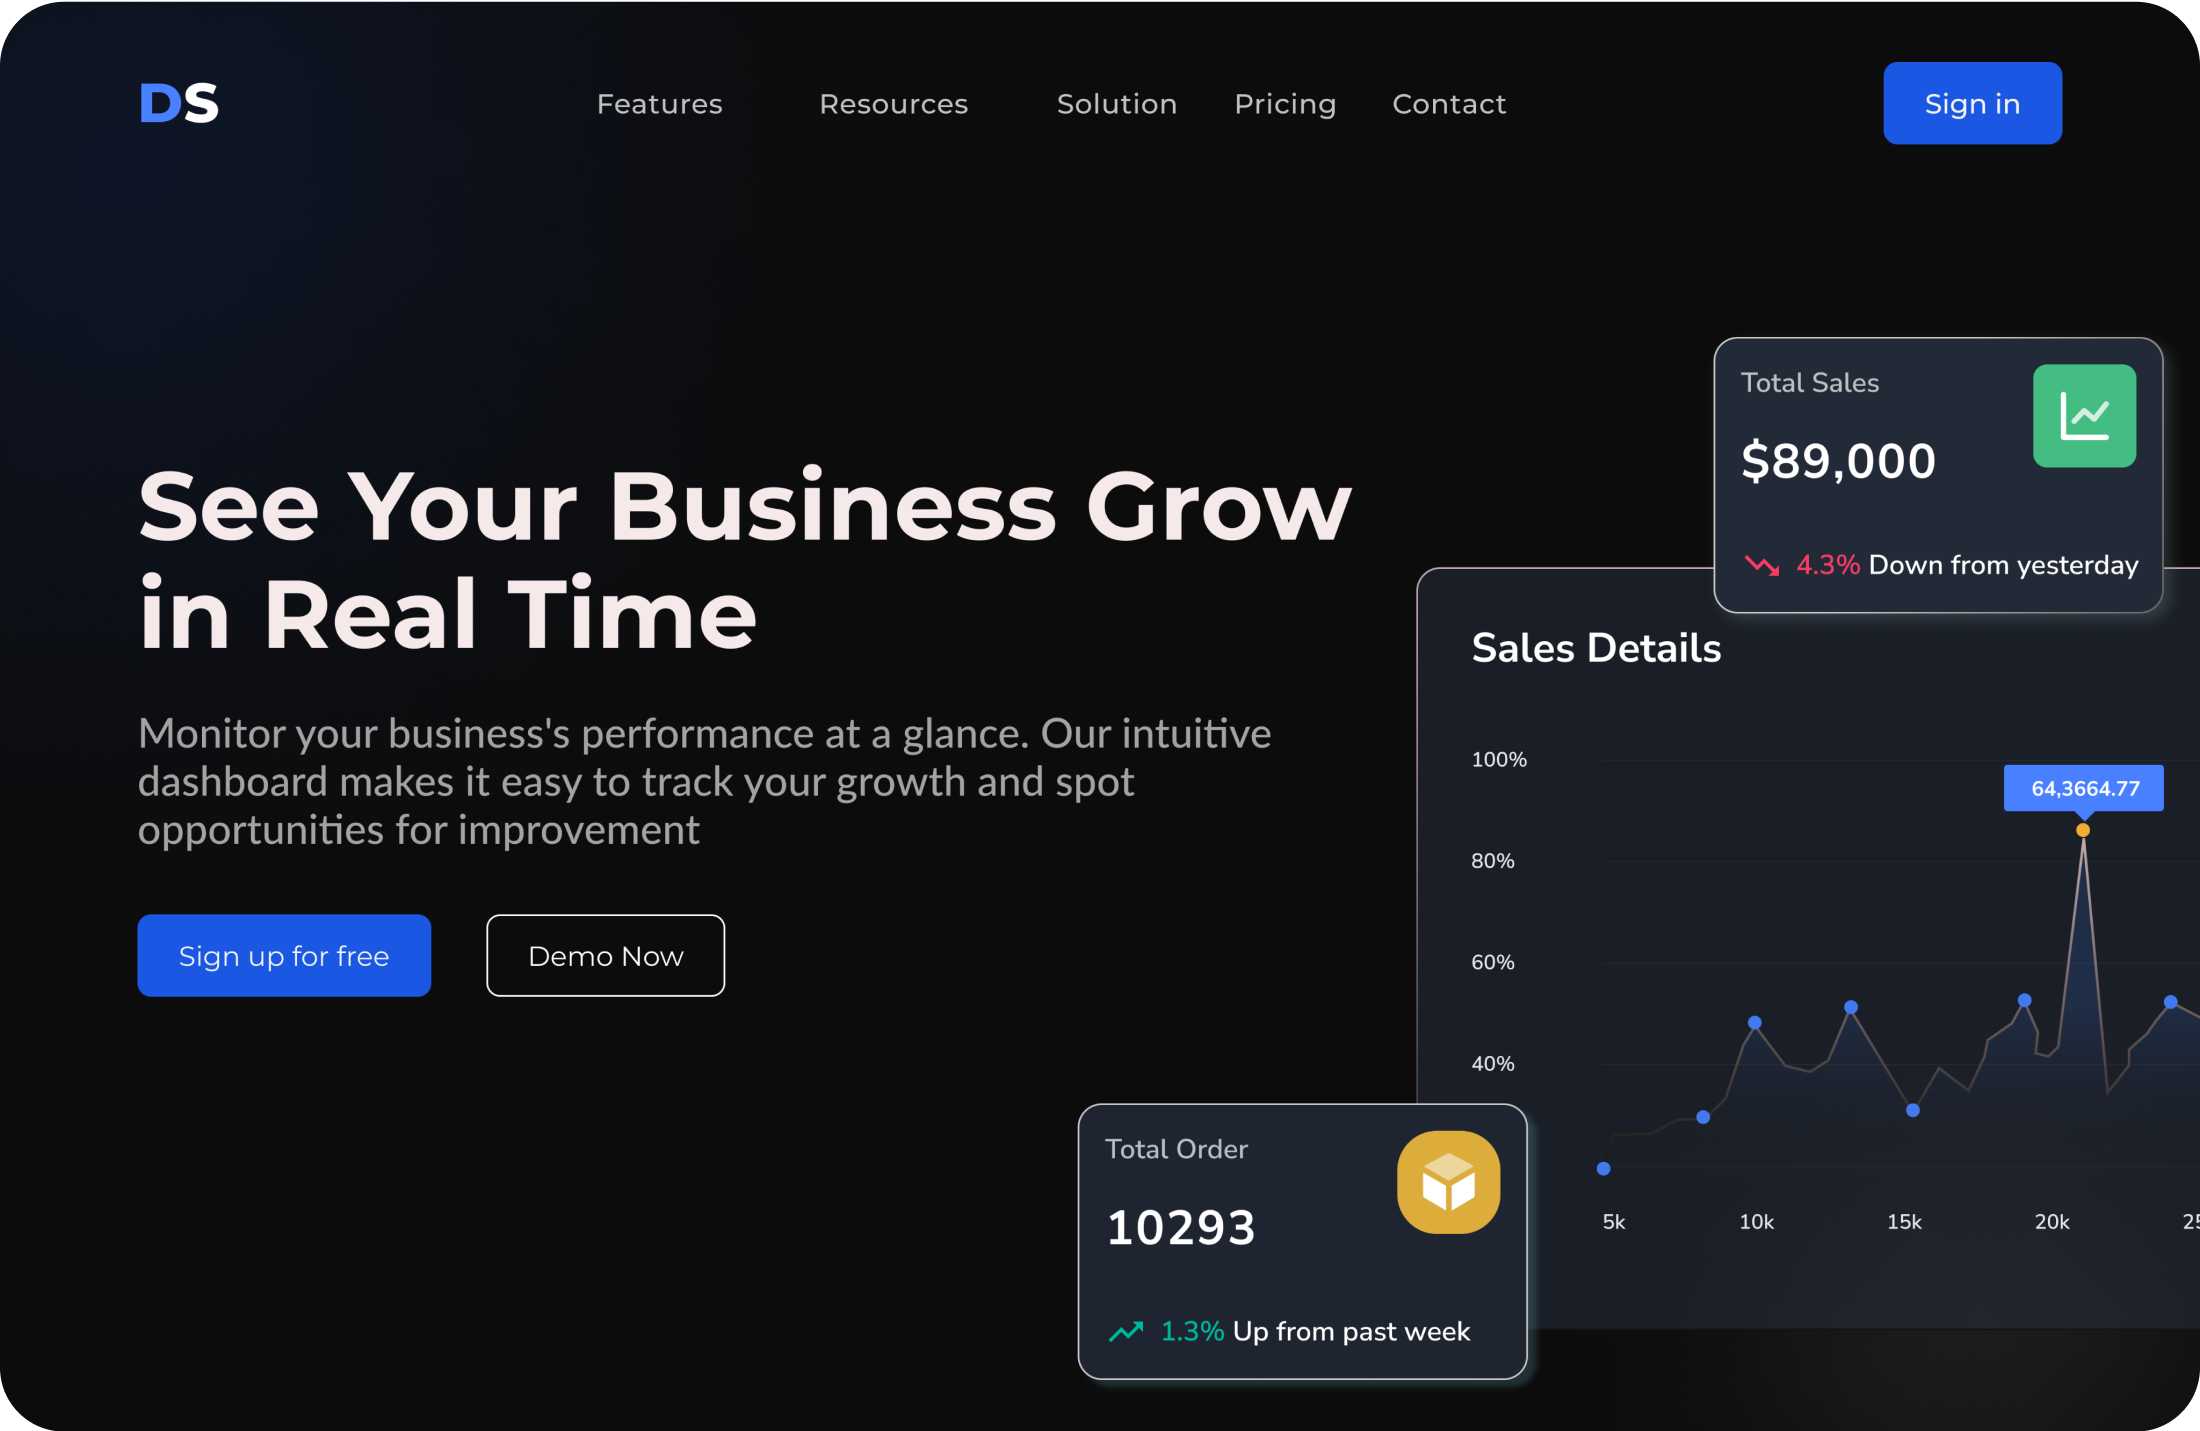 DS
Features
Resources
Solution
Pricing
Contact
Sign in
See Your Business Grow
in Real Time
Monitor your business's performance at a glance. Our intuitive
dashboard makes it easy to track your growth and spot
opportunities for improvement
Sign up for free
Demo Now
Total Sales
$89,000
4.3% Down from yesterday
Sales Details
100%
64,3664.77
80%
60%
40%
5k
10k
15k
20k
Total Order
10293
1.3% Up from past week